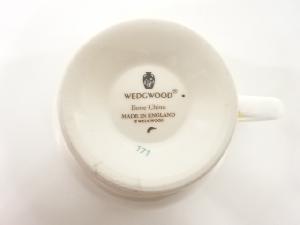 WEDGWOOD®
Bone China
MADE IN ENGLAND
© WEDGWOOD
171